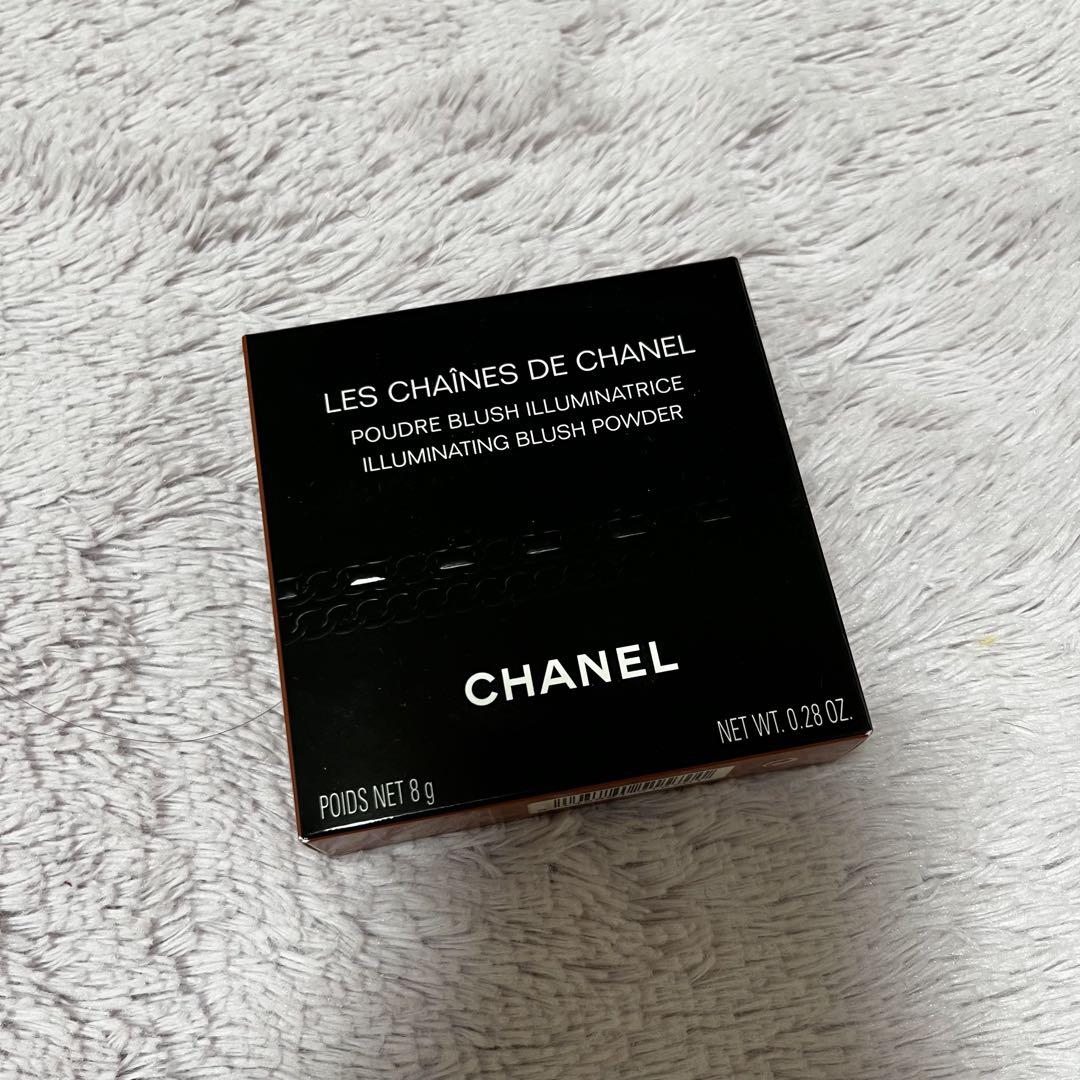 LES CHAÎNES DE CHANEL
POUDRE BLUSH ILLUMINATRICE
ILLUMINATING BLUSH POWDER
CHANEL
NET WT. 0.28 OZ.
POIDS NET 8 g